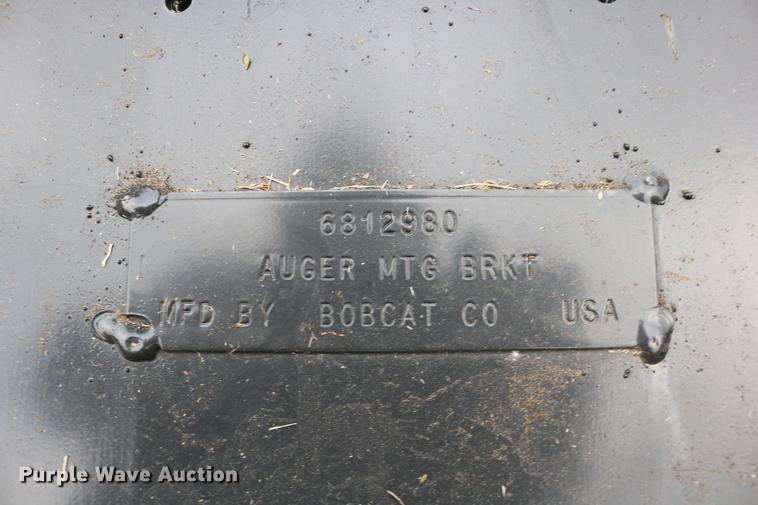 6812980
AUGER MTG BRKT
MFD BY BOBCAT CO USA
Purple Wave Auction